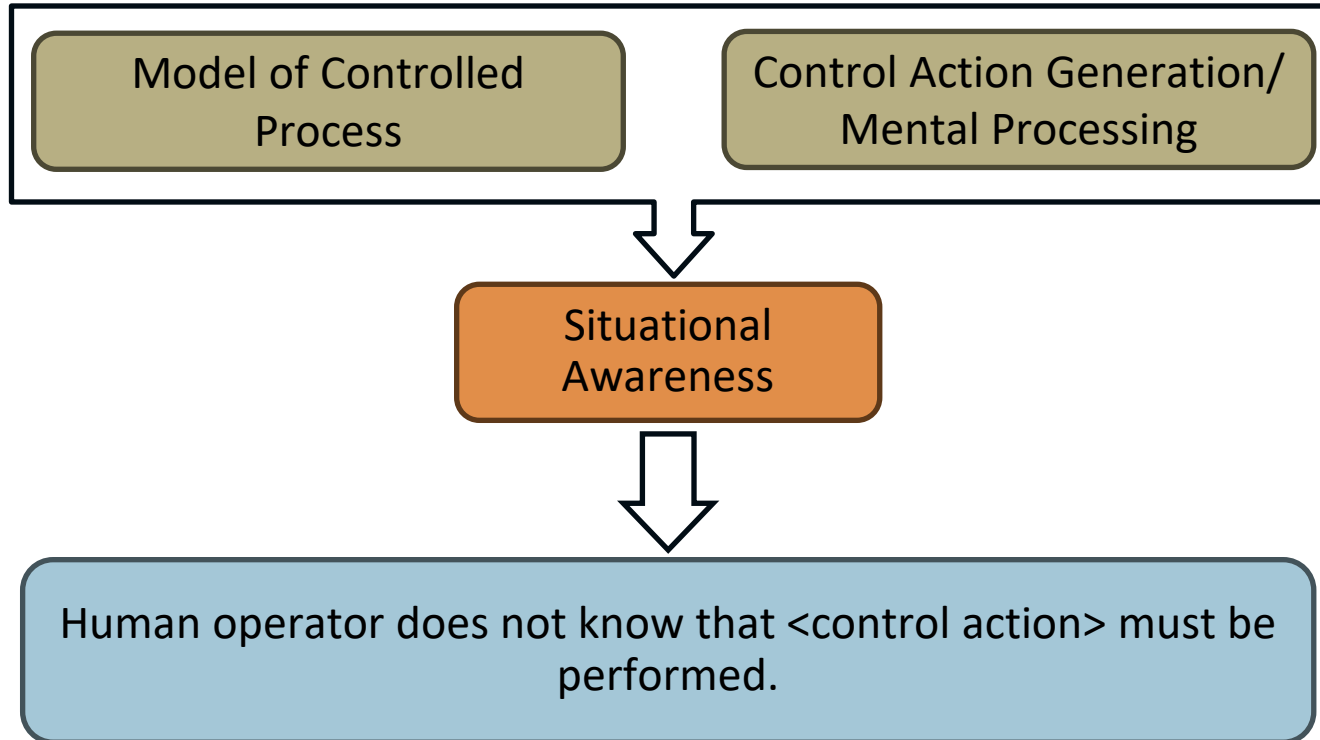 Model of Controlled
Process
Control Action Generation/
Mental Processing
Situational
Awareness
Human operator does not know that <control action> must be
performed.